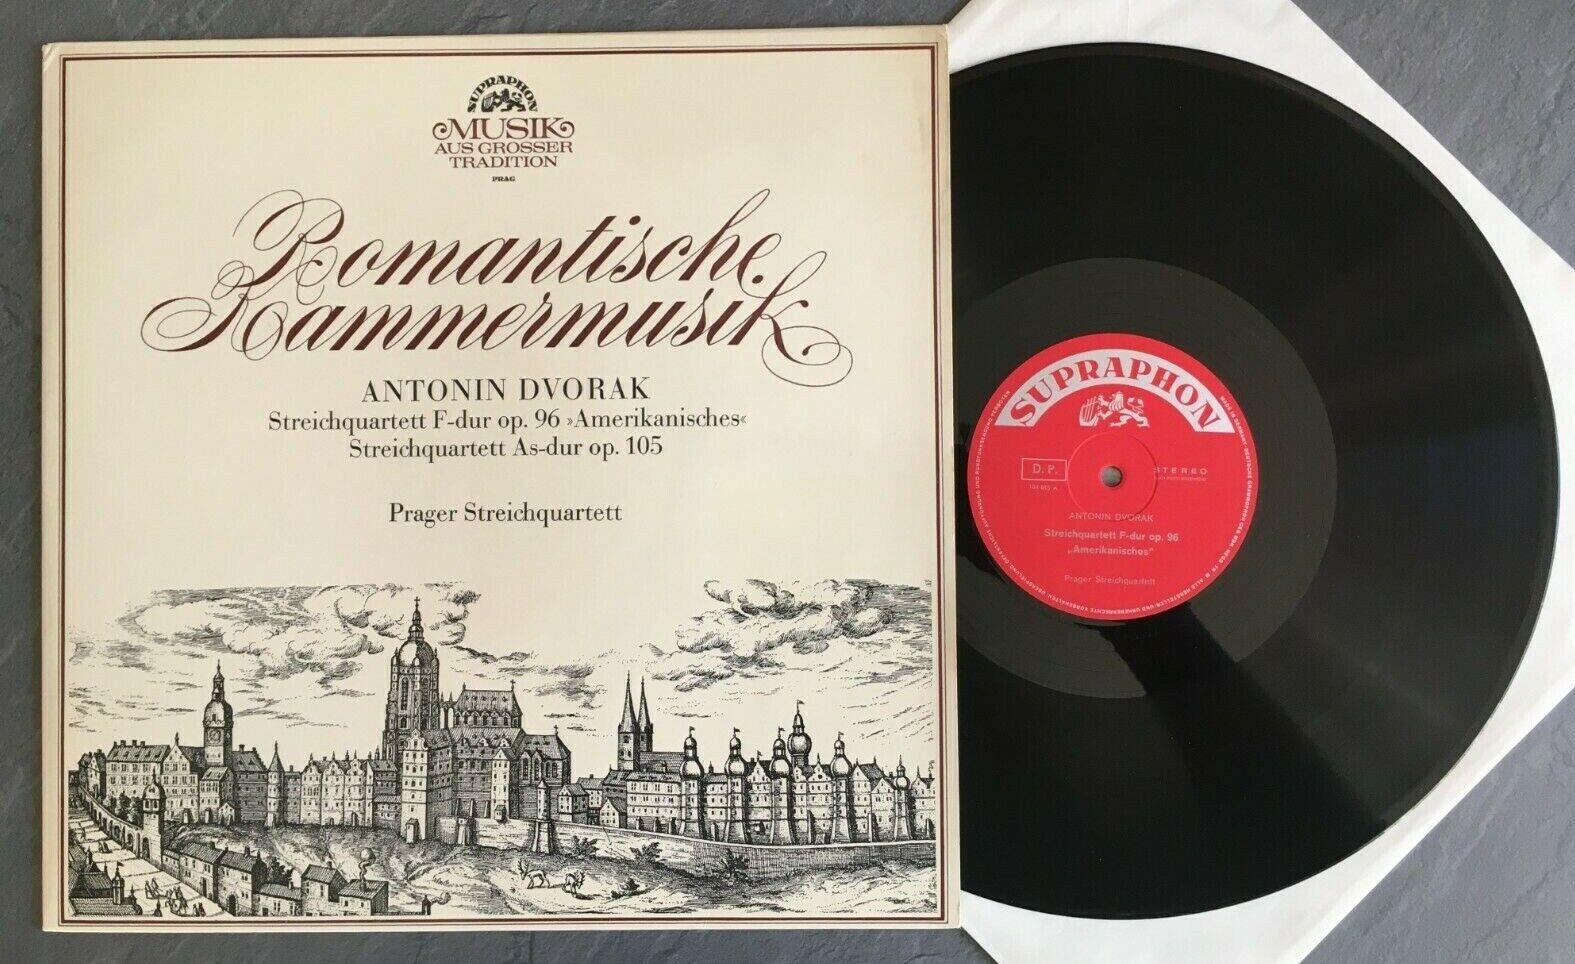 SUPRAPHON
MUSIK
AUS GROSSER
TRADITION
PRAG
Romantische
Kammermusik
ANTONIN DVORAK
Streichquartett F-dur op. 96 »Amerikanisches«
Streichquartett As-dur op. 105
Prager Streichquartett
SUPRAPHON
D. P.
STEREO
ANTONIN DVORAK
Streichquartett F-dur op. 96
„Amerikanisches"
Prager Streichquartett